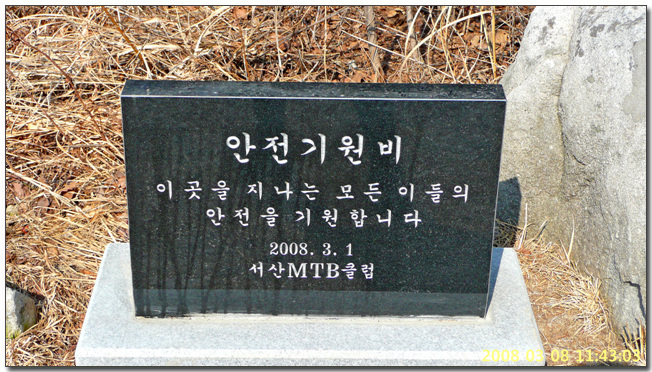 안전기원비
이곳을 지나는 모든 이들의
안전을 기원합니다
2008. 3. 1
서산MTB클럽
2008 03 08 11:43:03